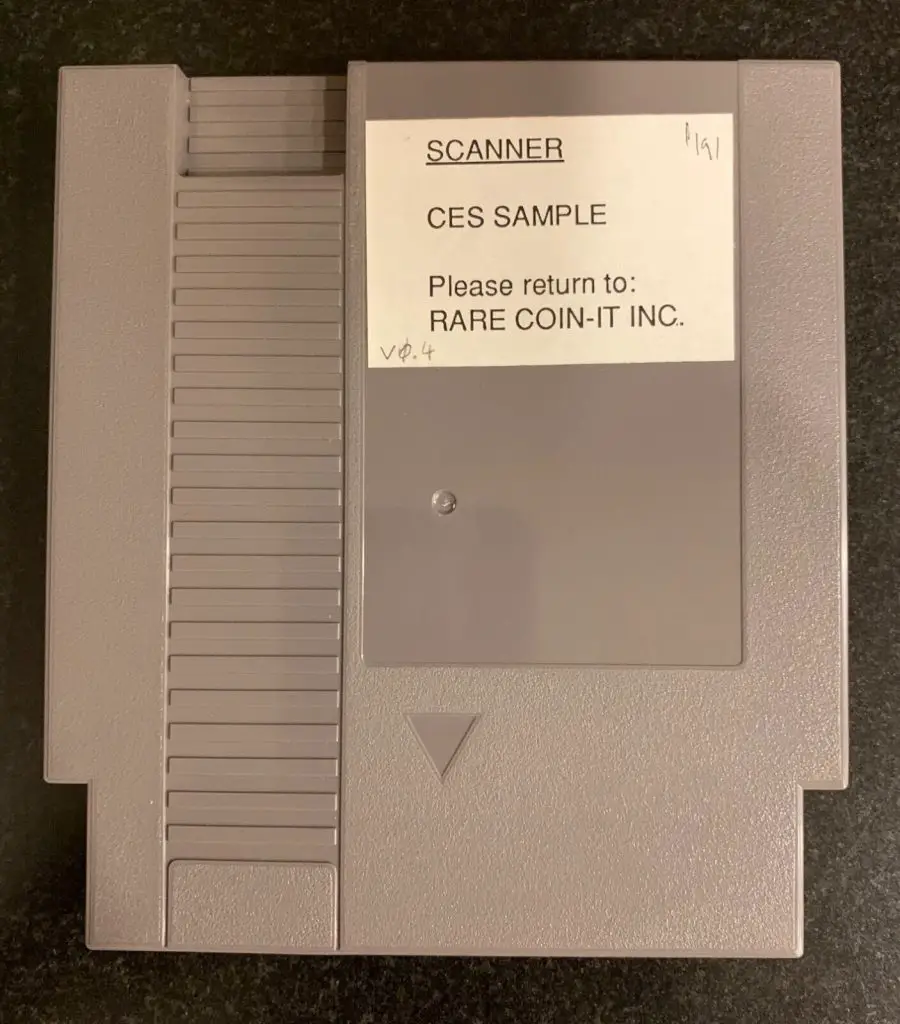 SCANNER
1/91
CES SAMPLE
Please return to:
RARE COIN-IT INC.
VØ.4